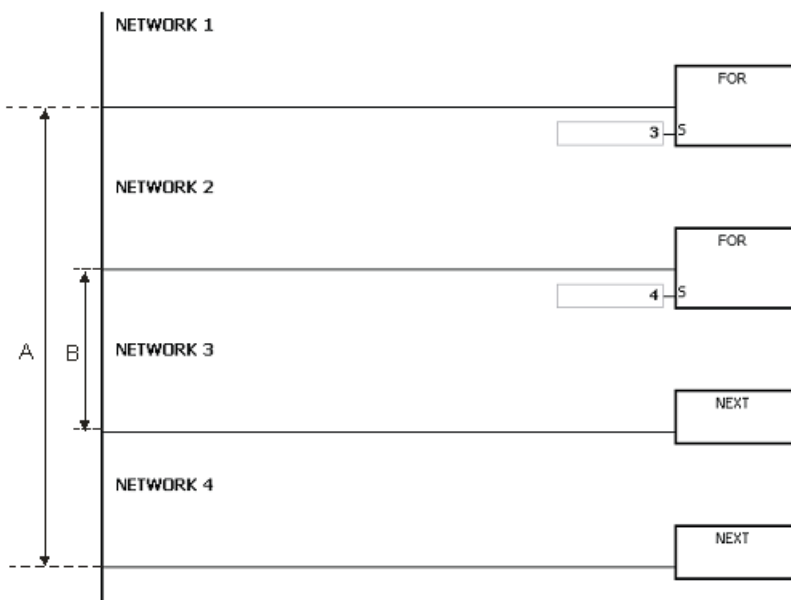 NETWORK 1
FOR
3 S
NETWORK 2
FOR
4 S
A B
NETWORK 3
NEXT
NETWORK 4
NEXT